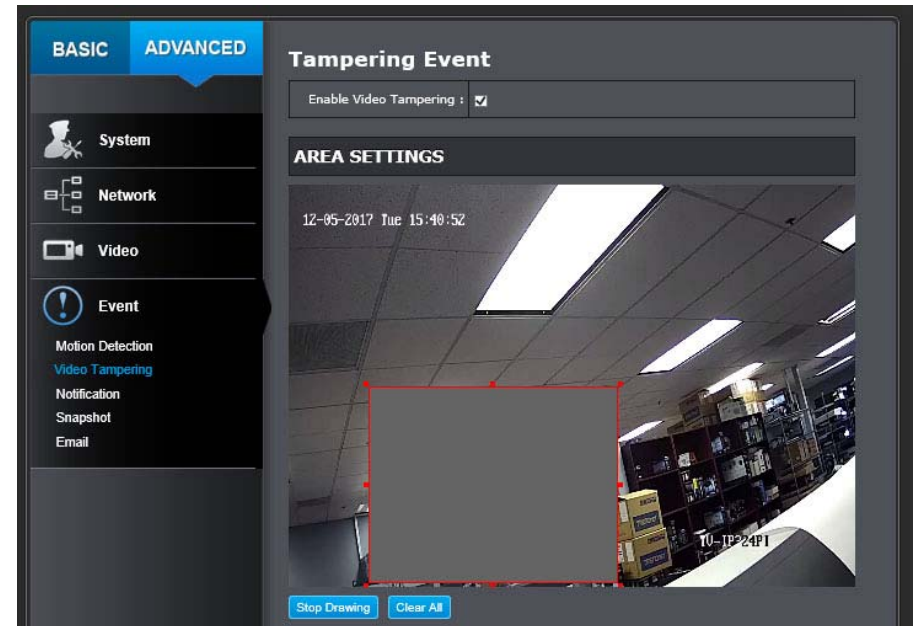 BASIC
ADVANCED
Tampering Event
Enable Video Tampering :
System
AREA SETTINGS
Network
12-05-2017 Tue 15:40:52
Video
Event
Motion Detection
Video Tampering
Notification
Snapshot
Email
TV-IP324PI
Stop Drawing
Clear All